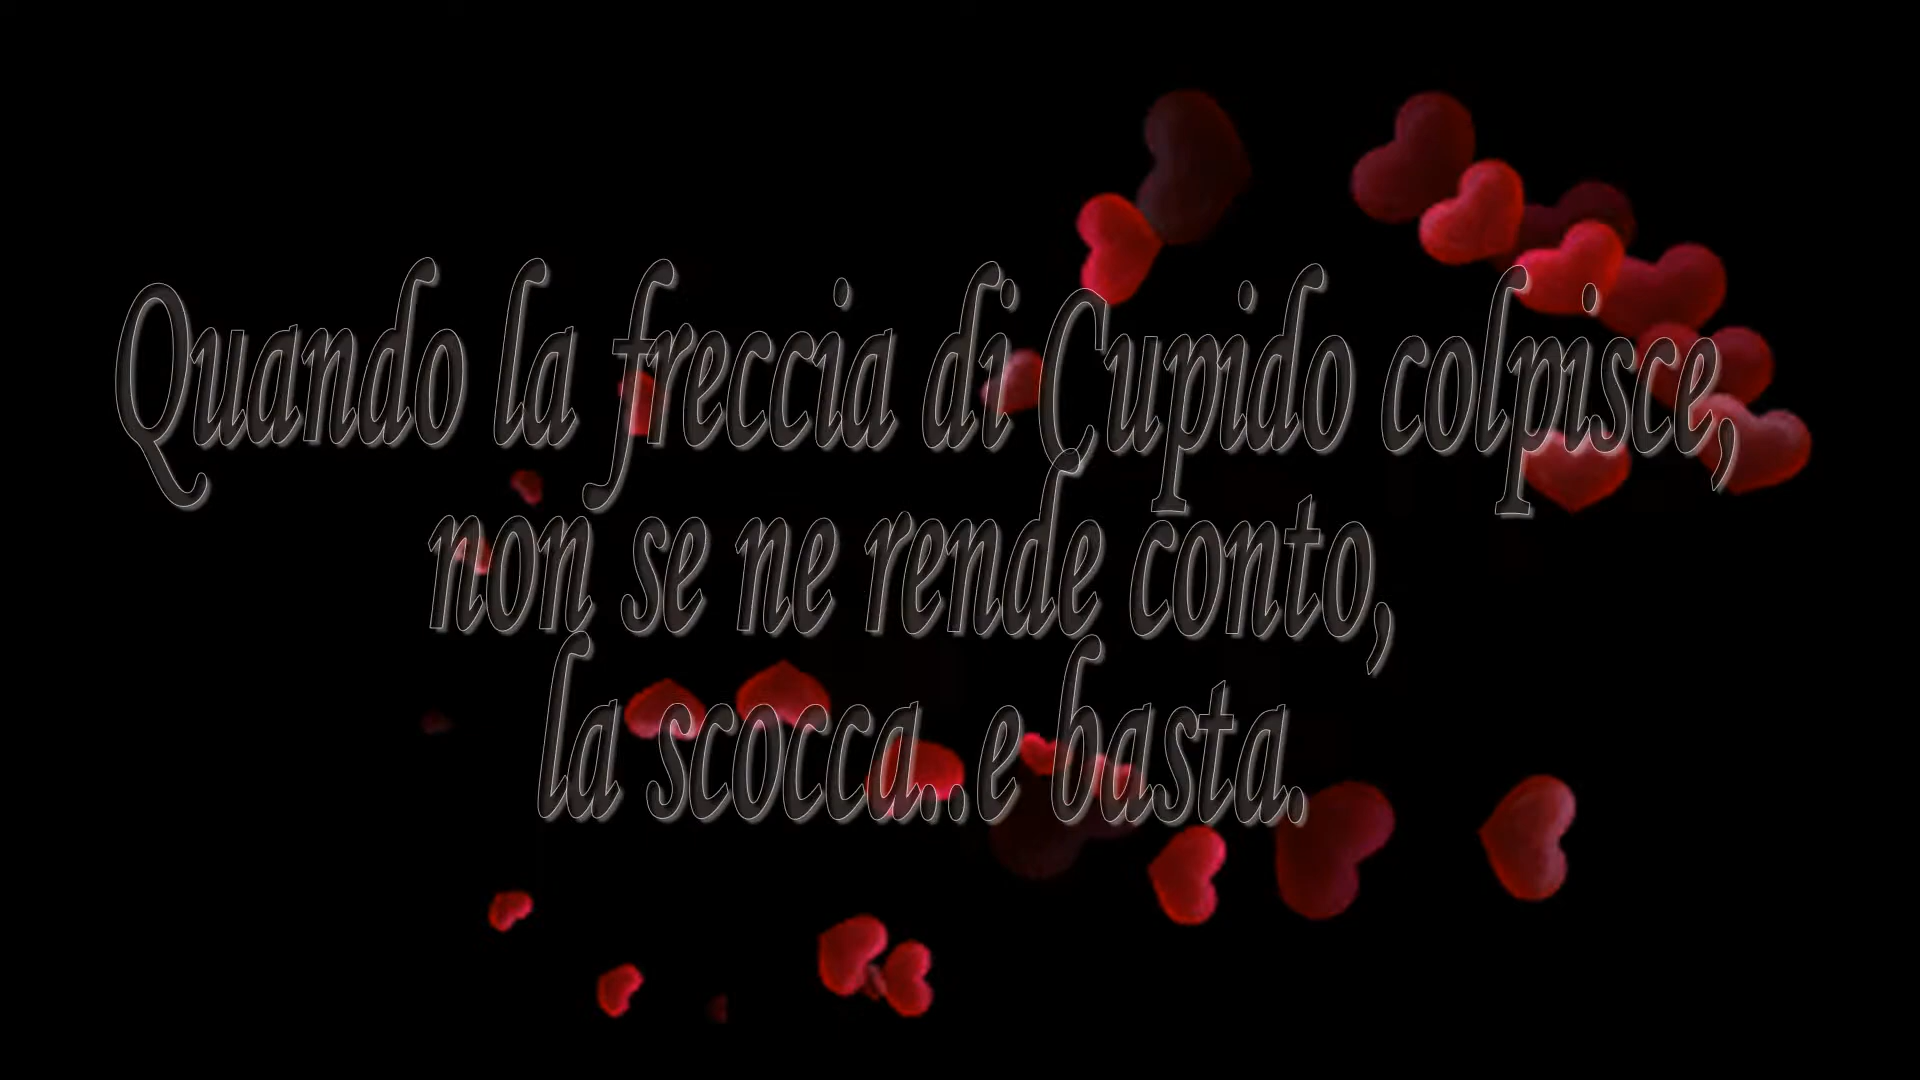 Quando la freccia di Cupido colpisce,
non se ne rende conto,
la scocca..e basta.